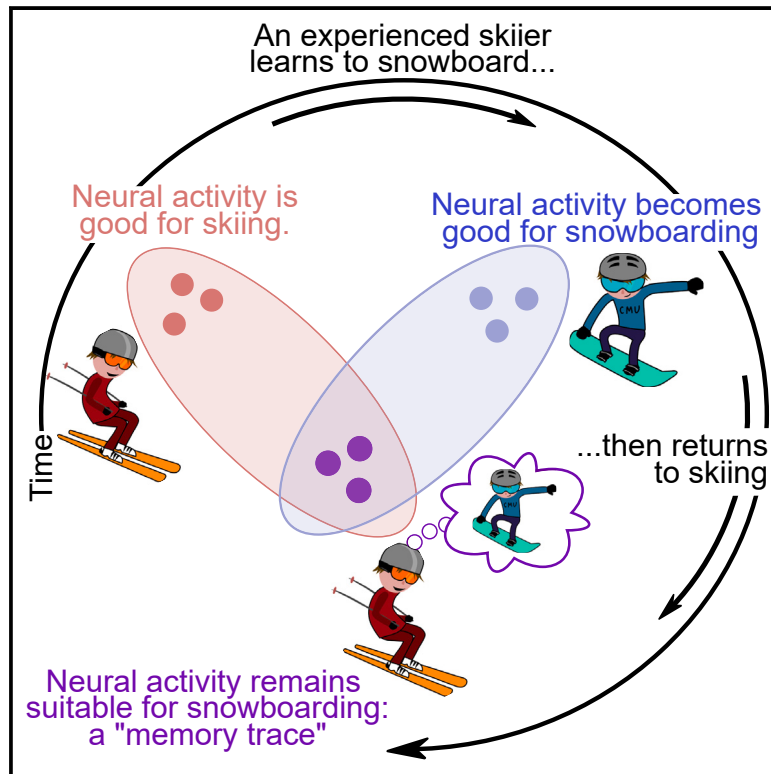 An experienced skiier
learns to snowboard...
Neural activity is
good for skiing.
Neural activity becomes
good for snowboarding
CMU
Time
...then returns
to skiing
CMU
Neural activity remains
suitable for snowboarding:
a "memory trace"